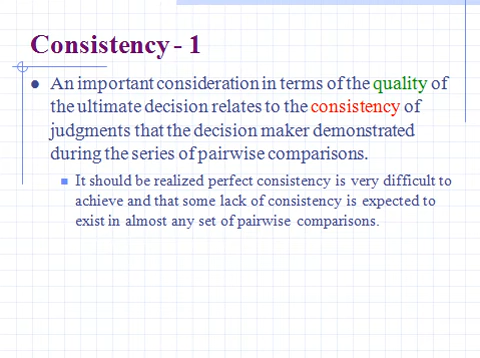 Consistency - 1
An important consideration in terms of the quality of
the ultimate decision relates to the consistency of
judgments that the decision maker demonstrated
during the series of pairwise comparisons.
It should be realized perfect consistency is very difficult to
achieve and that some lack of consistency is expected to
exist in almost any set of pairwise comparisons.